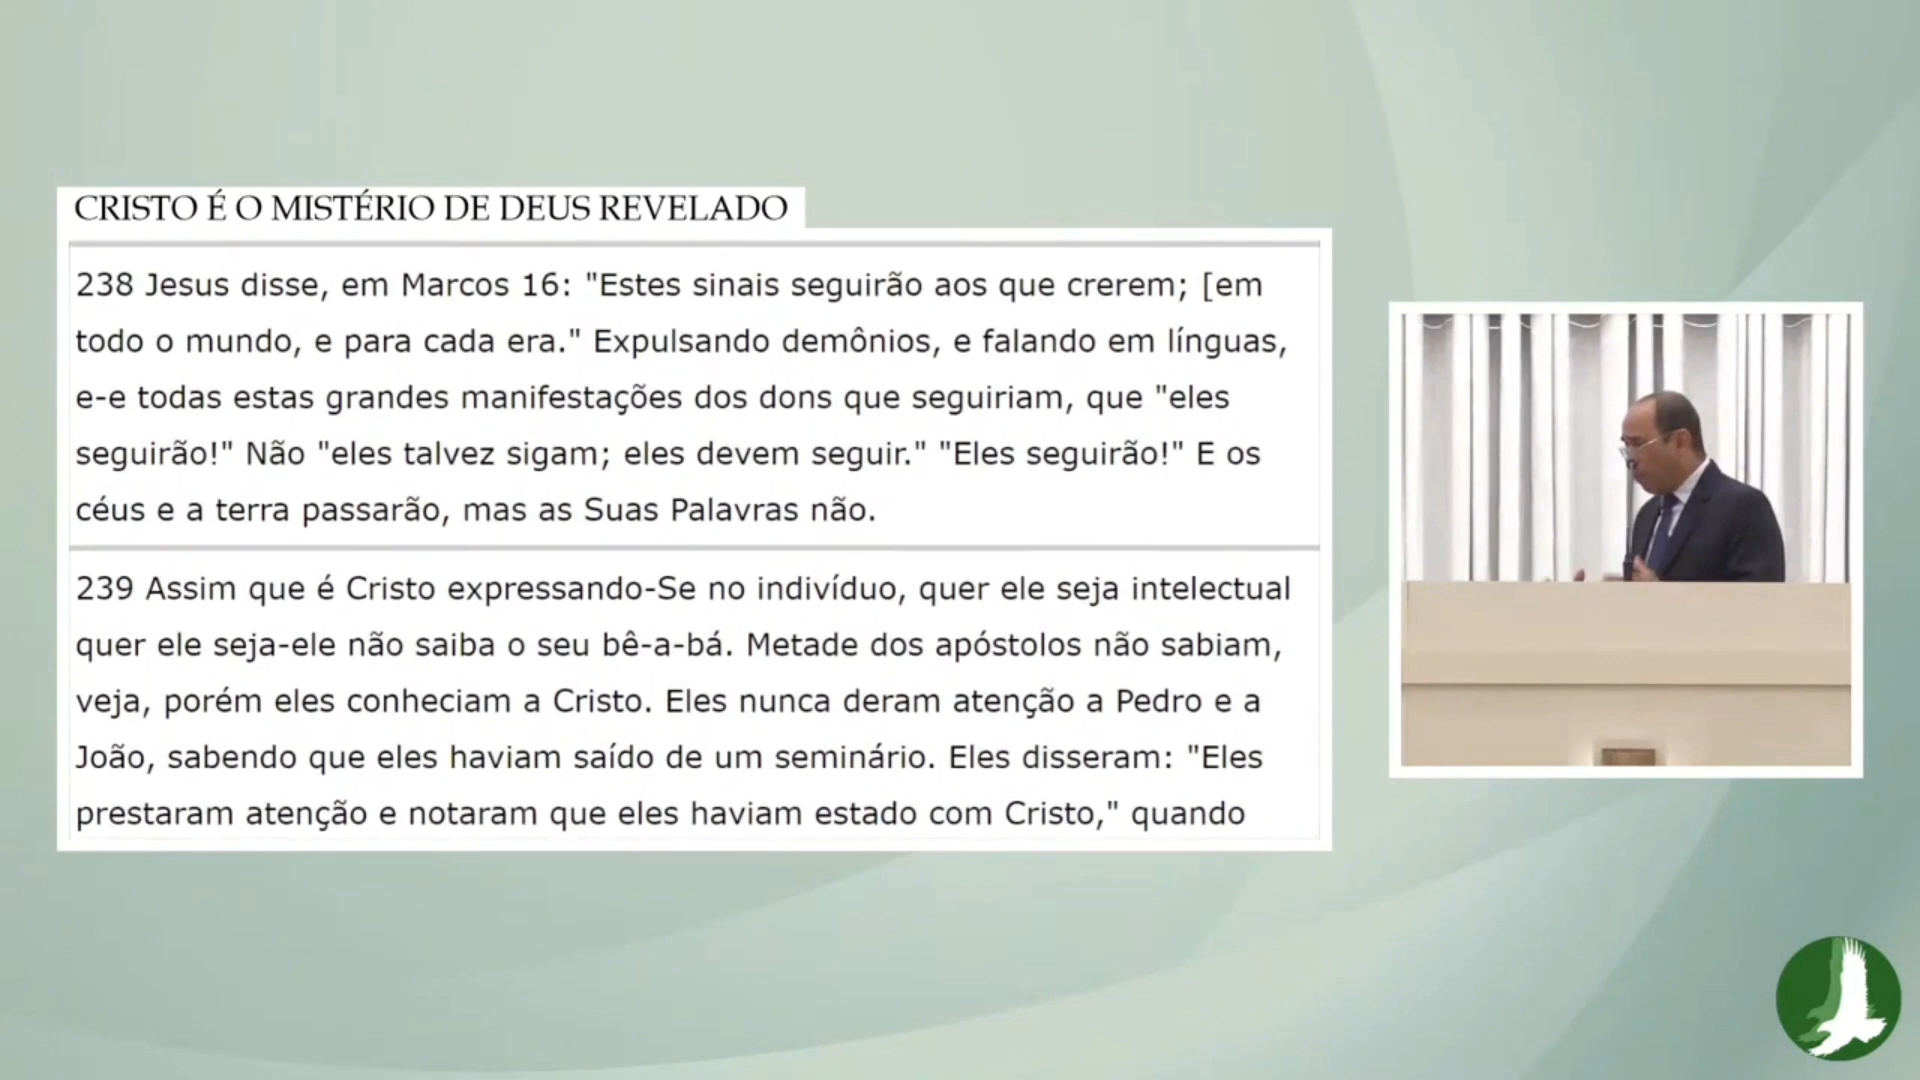 CRISTO É O MISTÉRIO DE DEUS REVELADO
238 Jesus disse, em Marcos 16: "Estes sinais seguirão aos que crerem; [em
todo o mundo, e para cada era." Expulsando demônios, e falando em línguas,
e-e todas estas grandes manifestações dos dons que seguiriam, que "eles
seguirão!" Não "eles talvez sigam; eles devem seguir." "Eles seguirão!" E os
céus e a terra passarão, mas as Suas Palavras não.
239 Assim que é Cristo expressando-Se no indivíduo, quer ele seja intelectual
quer ele seja-ele não saiba o seu bê-a-bá. Metade dos apóstolos não sabiam,
veja, porém eles conheciam a Cristo. Eles nunca deram atenção a Pedro e a
João, sabendo que eles haviam saído de um seminário. Eles disseram: "Eles
prestaram atenção e notaram que eles haviam estado com Cristo," quando